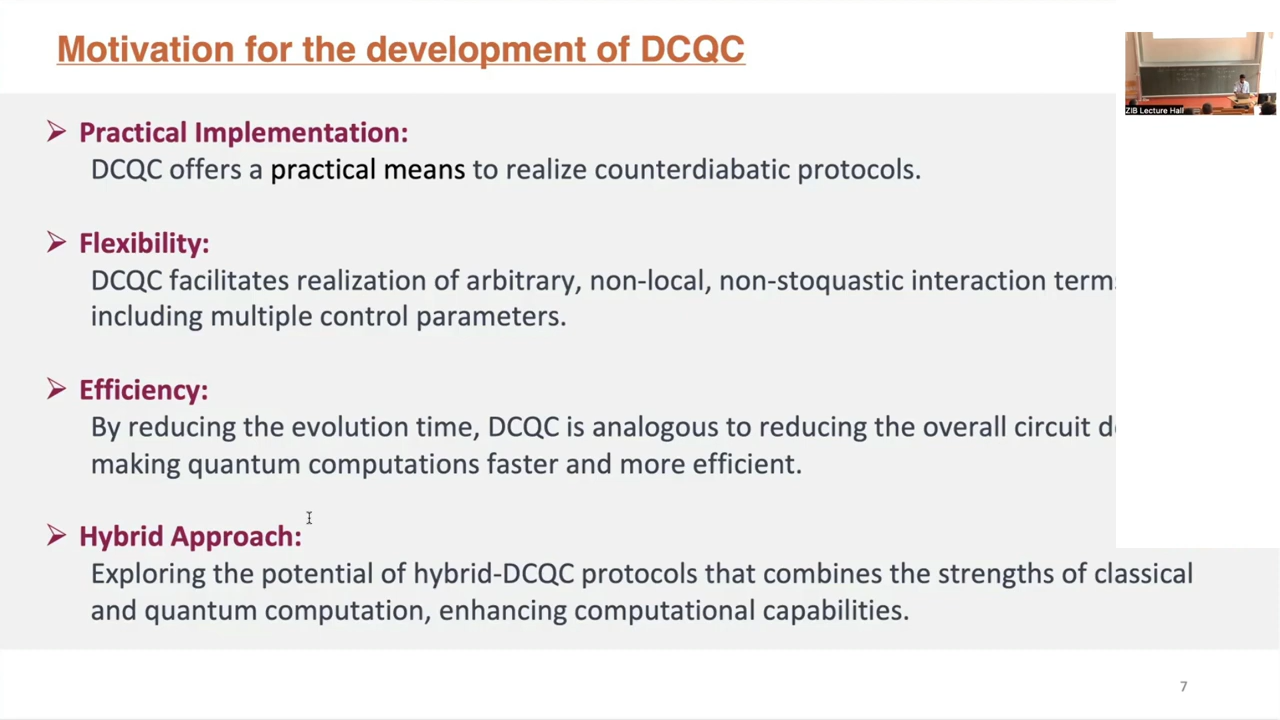 Motivation for the development of DCQC
➢ Practical Implementation:
DCQC offers a practical means to realize counterdiabatic protocols.
➢ Flexibility:
DCQC facilitates realization of arbitrary, non-local, non-stoquastic interaction term
including multiple control parameters.
➢ Efficiency:
By reducing the evolution time, DCQC is analogous to reducing the overall circuit
making quantum computations faster and more efficient.
➢ Hybrid Approach:
Exploring the potential of hybrid-DCQC protocols that combines the strengths of classical
and quantum computation, enhancing computational capabilities.
7
ZIB Lecture Hall